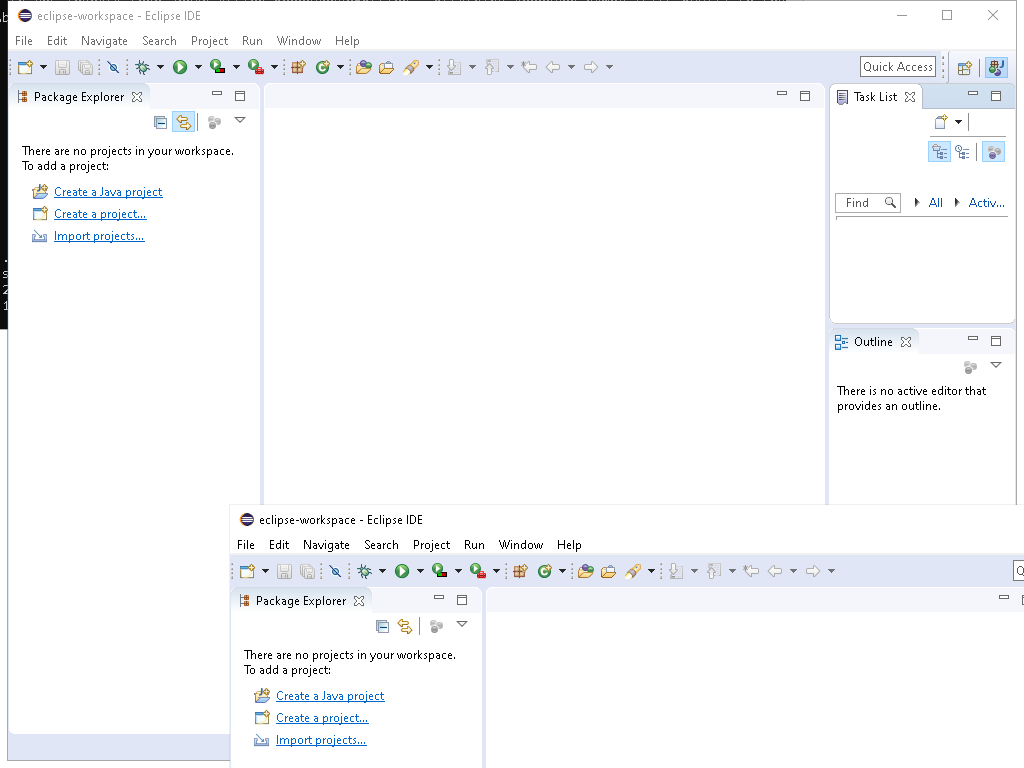 eclipse-workspace - Eclipse IDE
File Edit Navigate Search Project Run Window Help
Quick Access
Package Explorer
There are no projects in your workspace.
To add a project:
Create a Java project
Create a project...
Import projects...
Task List
Find
All
Activ...
Outline
There is no active editor that
provides an outline.
eclipse-workspace - Eclipse IDE
File Edit Navigate Search Project Run Window Help
Package Explorer
There are no projects in your workspace.
To add a project:
Create a Java project
Create a project...
Import projects...